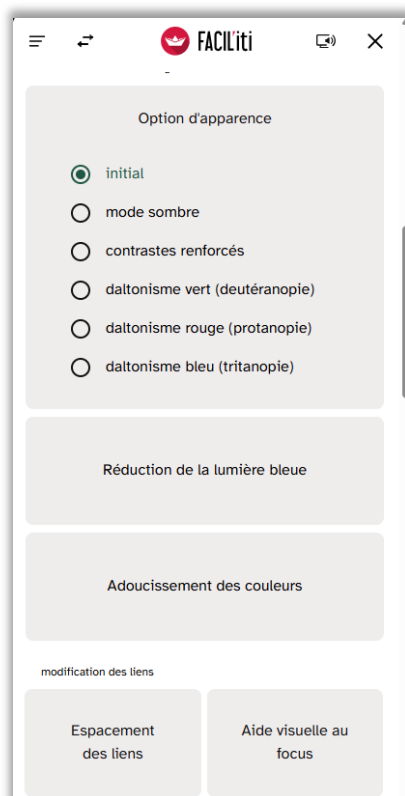 FACIL'iti
Option d'apparence
initial
mode sombre
contrastes renforcés
daltonisme vert (deutéranopie)
daltonisme rouge (protanopie)
daltonisme bleu (tritanopie)
Réduction de la lumière bleue
Adoucissement des couleurs
modification des liens
Espacement
des liens
Aide visuelle au
focus